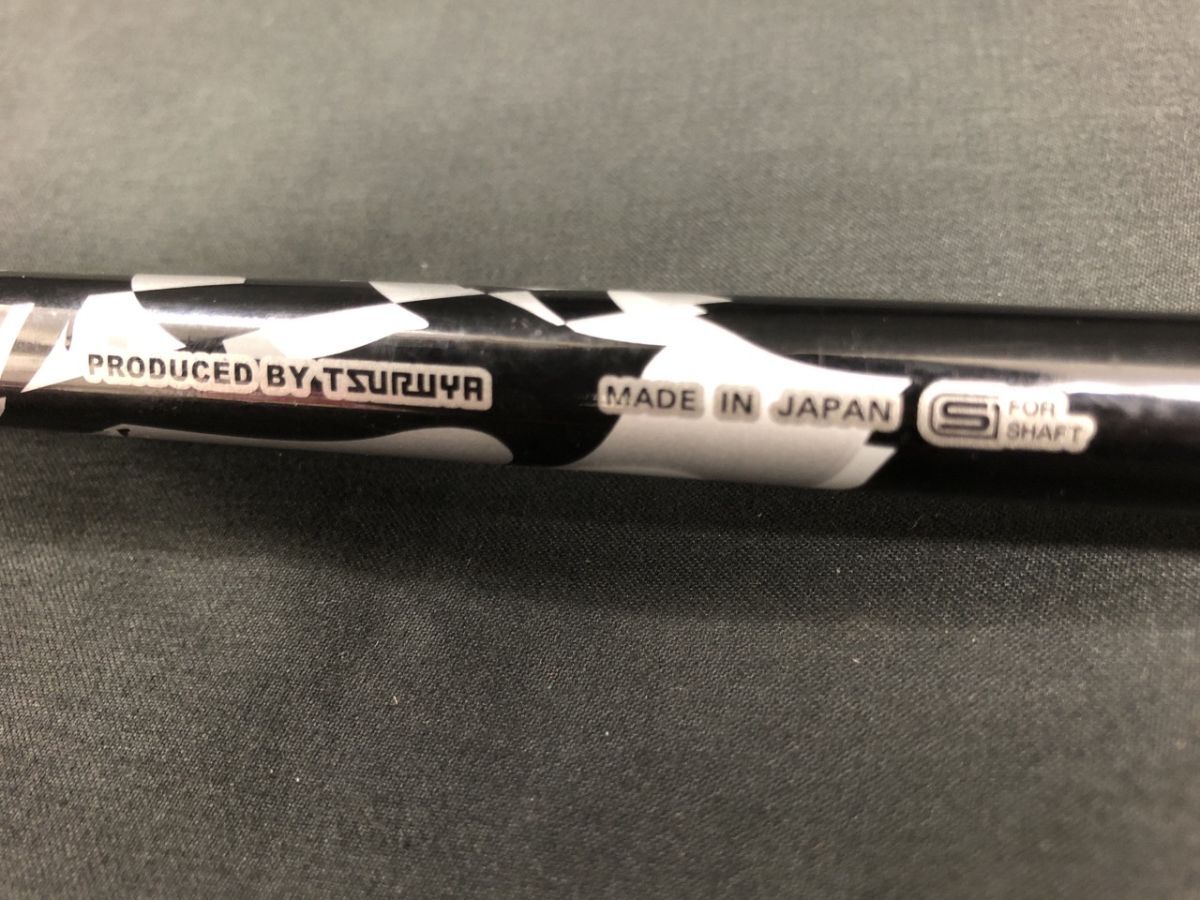 PRODUCED BY TSURUYA
MADE IN JAPAN
S FOR
SHAFT